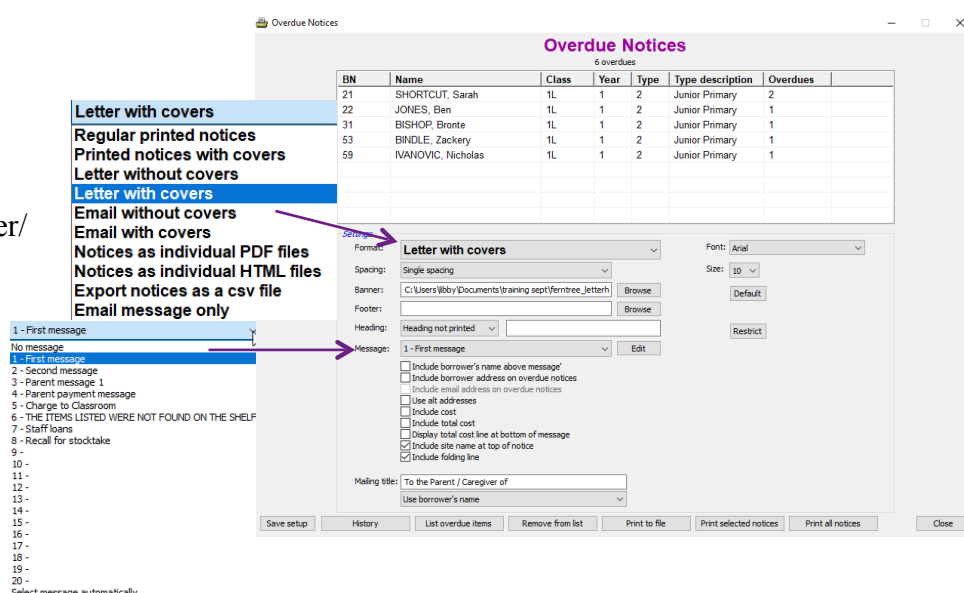 Overdue Notices
Overdue Notices
6 overdues
BN Name Class Year Type Type description Overdues
21 SHORTCUT, Sarah 1L 1 2 Junior Primary 2
22 JONES, Ben 1L 1 2 Junior Primary 1
31 BISHOP, Bronte 1L 1 2 Junior Primary 1
53 BINDLE, Zackery 1L 1 2 Junior Primary 1
59 IVANOVIC, Nicholas 1L 1 2 Junior Primary 1
Letter with covers
Regular printed notices
Printed notices with covers
Letter without covers
Letter with covers
Email without covers
Email with covers
Notices as individual PDF files
Notices as individual HTML files
Export notices as a csv file
Email message only
er/
Settings
Format: Letter with covers Font: Arial
Spacing: Single spacing Size: 10
Banner: C:\Users\libby\Documents\training sept\ferntree_letterh Browse Default
Footer: Browse
Heading: Heading not printed Restrict
Message: 1 - First message Edit
Include borrower's name above message'
Include borrower address on overdue notices
Include email address on overdue notices
Use alt addresses
Include cost
Include total cost
Display total cost line at bottom of message
Include site name at top of notice
Include folding line
Mailing title: To the Parent / Caregiver of
Use borrower's name
Save setup History List overdue items Remove from list Print to file Print selected notices Print all notices Close
1 - First message
No message
1 - First message
2 - Second message
3 - Parent message 1
4 - Parent payment message
5 - Charge to Classroom
6 - THE ITEMS LISTED WERE NOT FOUND ON THE SHELF
7 - Staff loans
8 - Recall for stocktake
9 -
10 -
11 -
12 -
13 -
14 -
15 -
16 -
17 -
18 -
19 -
20 -
Select message automatically